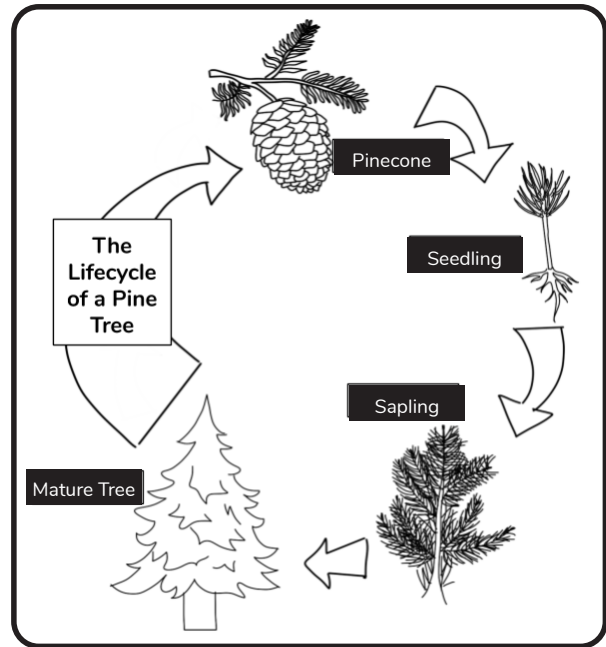 Pinecone
Seedling
The
Lifecycle
of a Pine
Tree
Sapling
Mature Tree